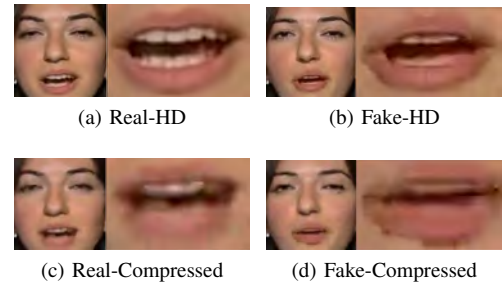 (a) Real-HD
(b) Fake-HD
(c) Real-Compressed
(d) Fake-Compressed